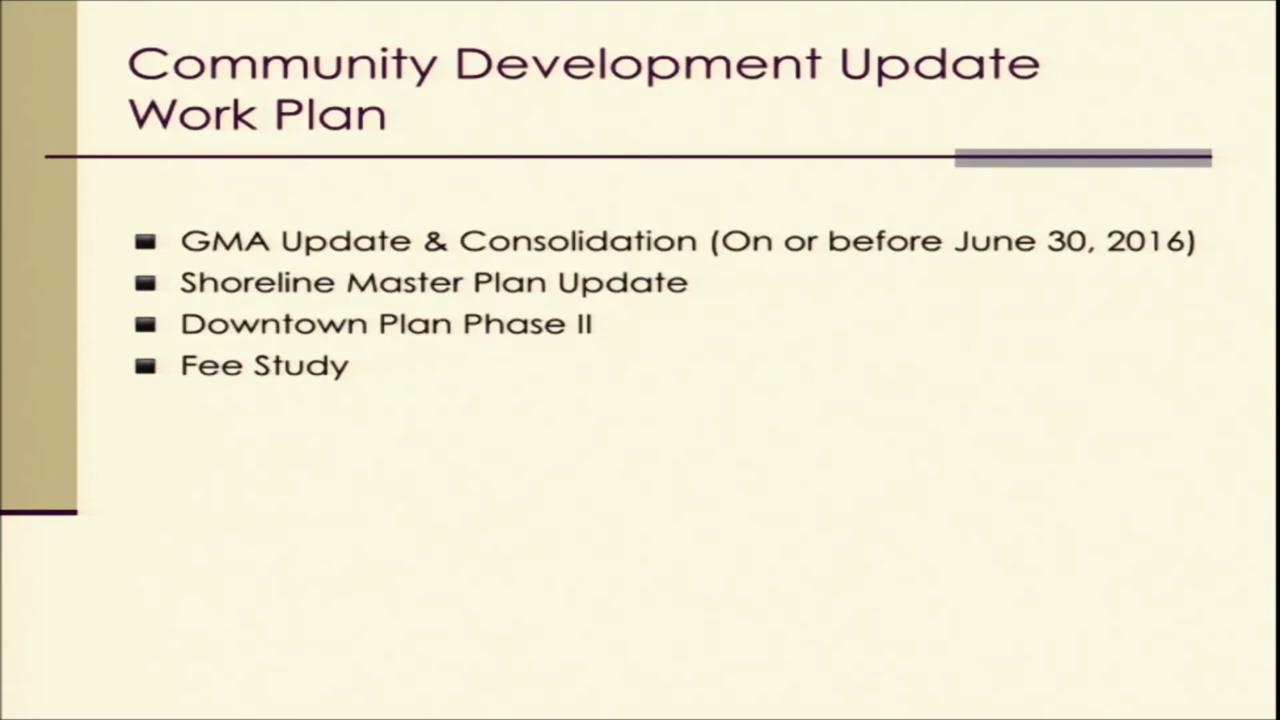 Community Development Update
Work Plan
GMA Update & Consolidation (On or before June 30, 2016)
Shoreline Master Plan Update
Downtown Plan Phase II
Fee Study